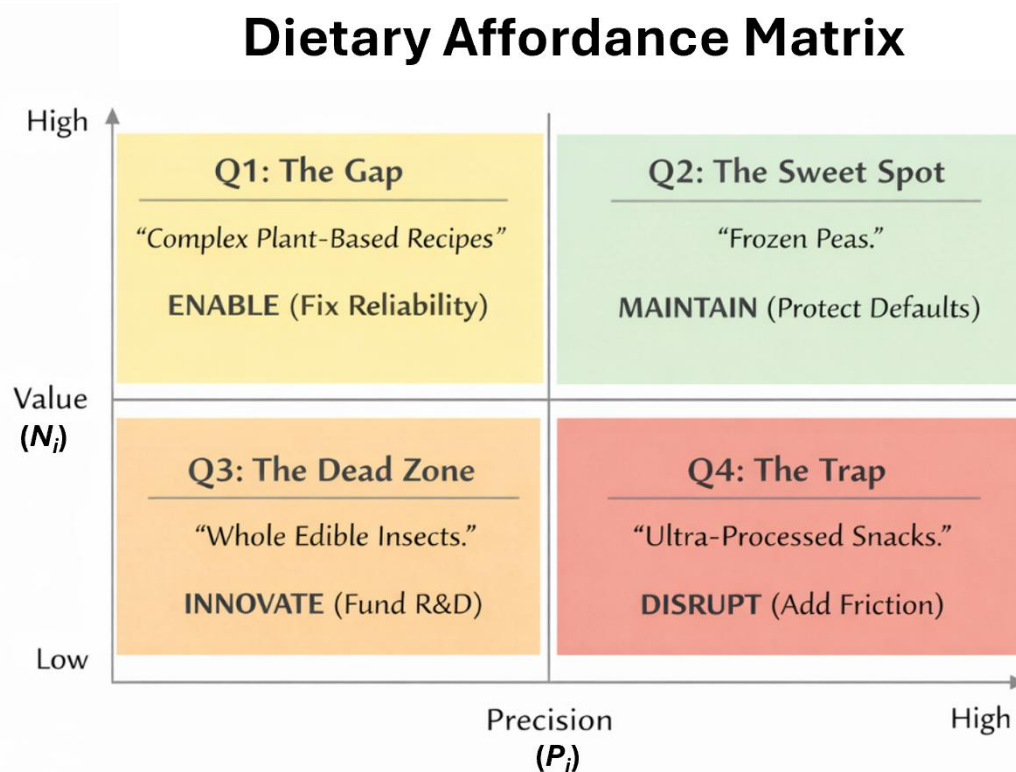 Dietary Affordance Matrix
High
Q1: The Gap
“Complex Plant-Based Recipes”
ENABLE (Fix Reliability)
Q2: The Sweet Spot
“Frozen Peas.”
MAINTAIN (Protect Defaults)
Value
(Ni)
Q3: The Dead Zone
“Whole Edible Insects.”
INNOVATE (Fund R&D)
Q4: The Trap
“Ultra-Processed Snacks.”
DISRUPT (Add Friction)
Low
Precision
(Pi)
High